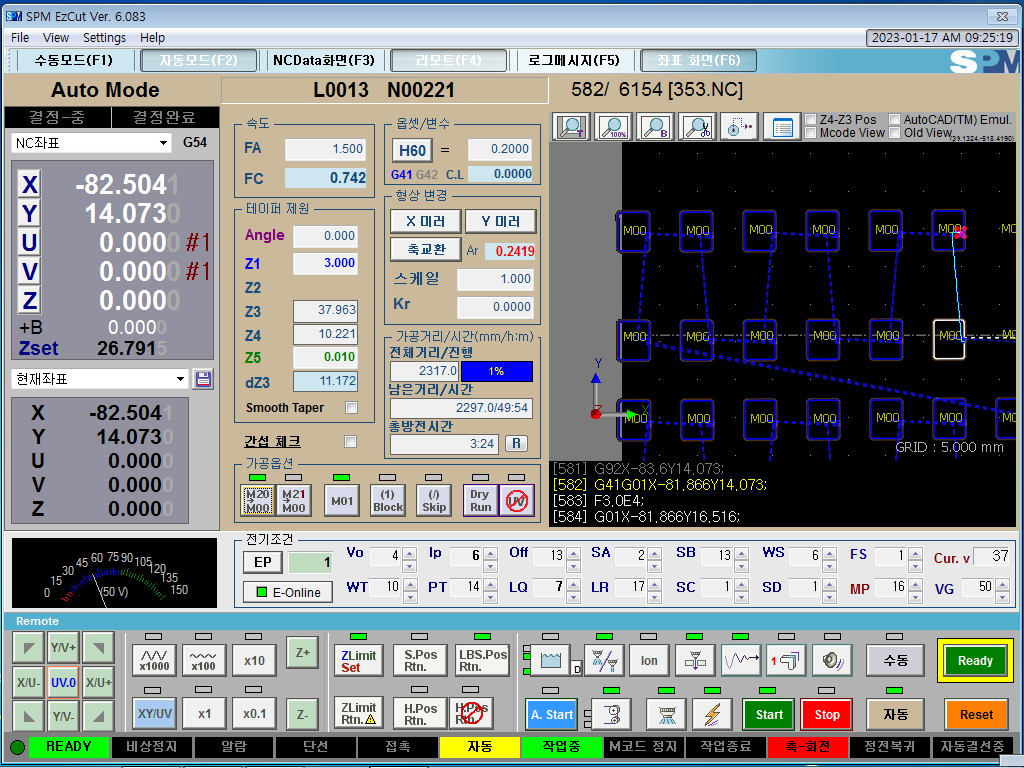 SPM EzCut Ver. 6.083
File View Settings Help
2023-01-17 AM 09:25:19
수동모드(F1) 자동모드(F2) NCData화면(F3) 리모트(F4) 로그메시지(F5) 좌표 화면(F6)
SPM
Auto Mode
L0013 N00221
582/ 6154 [353.NC]
결정-중 결정완료
NC좌표 G54
X -82.5041
Y 14.0730
U 0.0000 #1
V 0.0000 #1
Z 0.0000
+B 0.0000
Zset 26.7915
현재좌표
X -82.5041
Y 14.0730
U 0.0000
V 0.0000
Z 0.0000
속도
FA 1.500
FC 0.742
테이퍼 제원
Angle 0.000
Z1 3.000
Z2
Z3 37.963
Z4 10.221
Z5 0.010
dZ3 11.172
Smooth Taper
간섭 체크
옵셋/변수
H60 = 0.2000
G41 G42 C.L 0.0000
형상 변경
X 미러 Y 미러
축교환 Ar 0.2419
스케일 1.000
Kr 0.0000
가공거리/시간(mm/h:m)
전체거리/진행
2317.0 1%
남은거리/시간
2297.0/49:54
총방전시간
3:24 R
가공옵션
M20 M00 M21 M00 M01 (1) Block (/) Skip Dry Run UV
T 100% B
Z4-Z3 Pos AutoCAD(TM) Emul.
Mcode View Old View
(39.1324,-518.4190)
M00 M00 M00 M00 M00 M00 M0
M00 M00 M00 M00 M00 M00 M0
Y
X
Z
M00 M00 M00 M00 M00 M00 M00
GRID : 5.000 mm
[581] G92X-83,6Y14,073;
[582] G41G01X-81,866Y14,073;
[583] F3,0E4;
[584] G01X-81,866Y16,516;
0 15 30 45 60 75 90 105 120 135 150
(50 V)
전기조건
EP 1
E-Online
Vo 4 Ip 6 Off 13 SA 2 SB 13 WS 6 FS 1 Cur. v 37
WT 10 PT 14 LQ 7 LR 17 SC 1 SD 1 MP 16 VG 50
Remote
Y/V+
X/U- UV.0 X/U+
Y/V-
x1000 x100 x10 Z+
XY/UV x1 x0.1 Z-
ZLimit Set S.Pos Rtn. LBS.Pos Rtn.
ZLimit Rtn. H.Pos Rtn. H.Pos Rtn.
D Ion 1 수동 Ready
A. Start Start Stop 자동 Reset
READY 비상정지 알람 단선 접촉 자동 작업중 M코드 정지 작업종료 축-회전 정전복귀 자동결선중